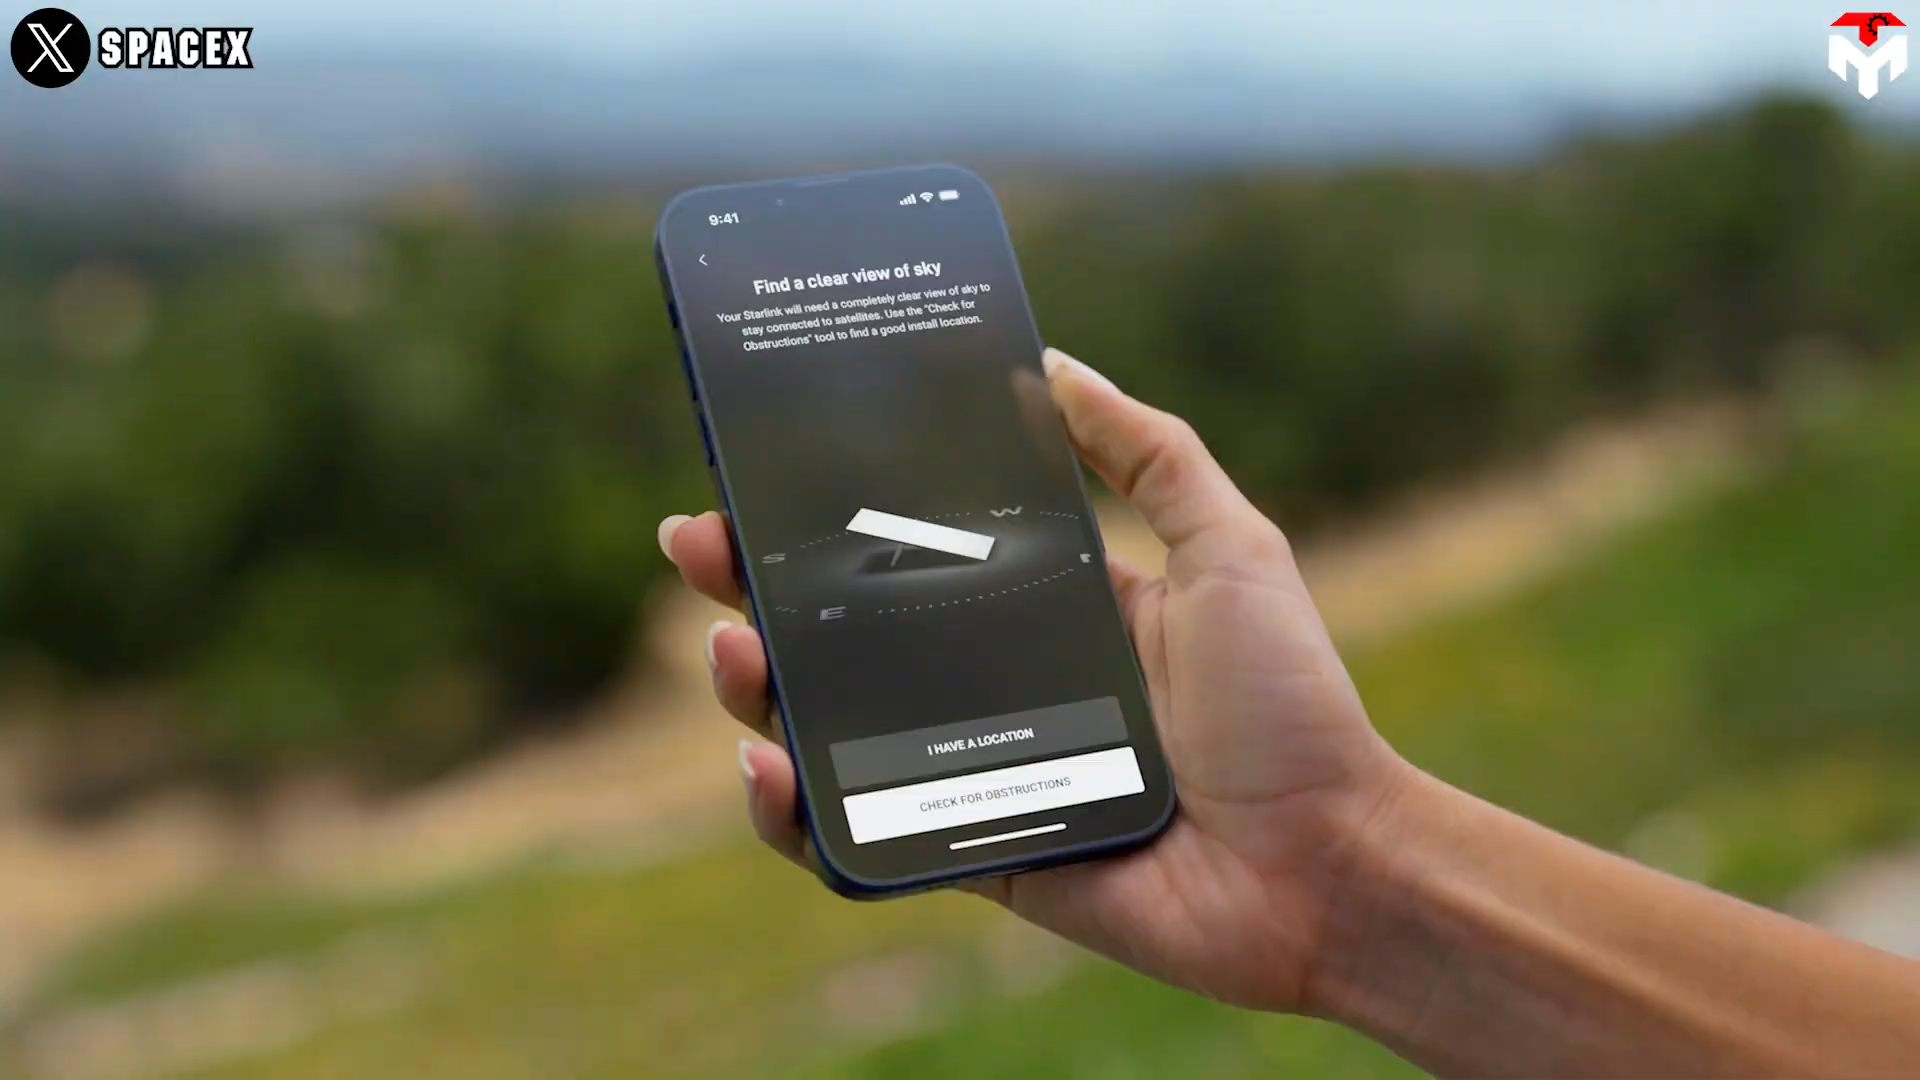 X SPACEX
9:41
Find a clear view of sky
Your Starlink will need a completely clear view of sky to
stay connected to satellites. Use the "Check for
Obstructions" tool to find a good install location.
W
S
E
I HAVE A LOCATION
CHECK FOR OBSTRUCTIONS